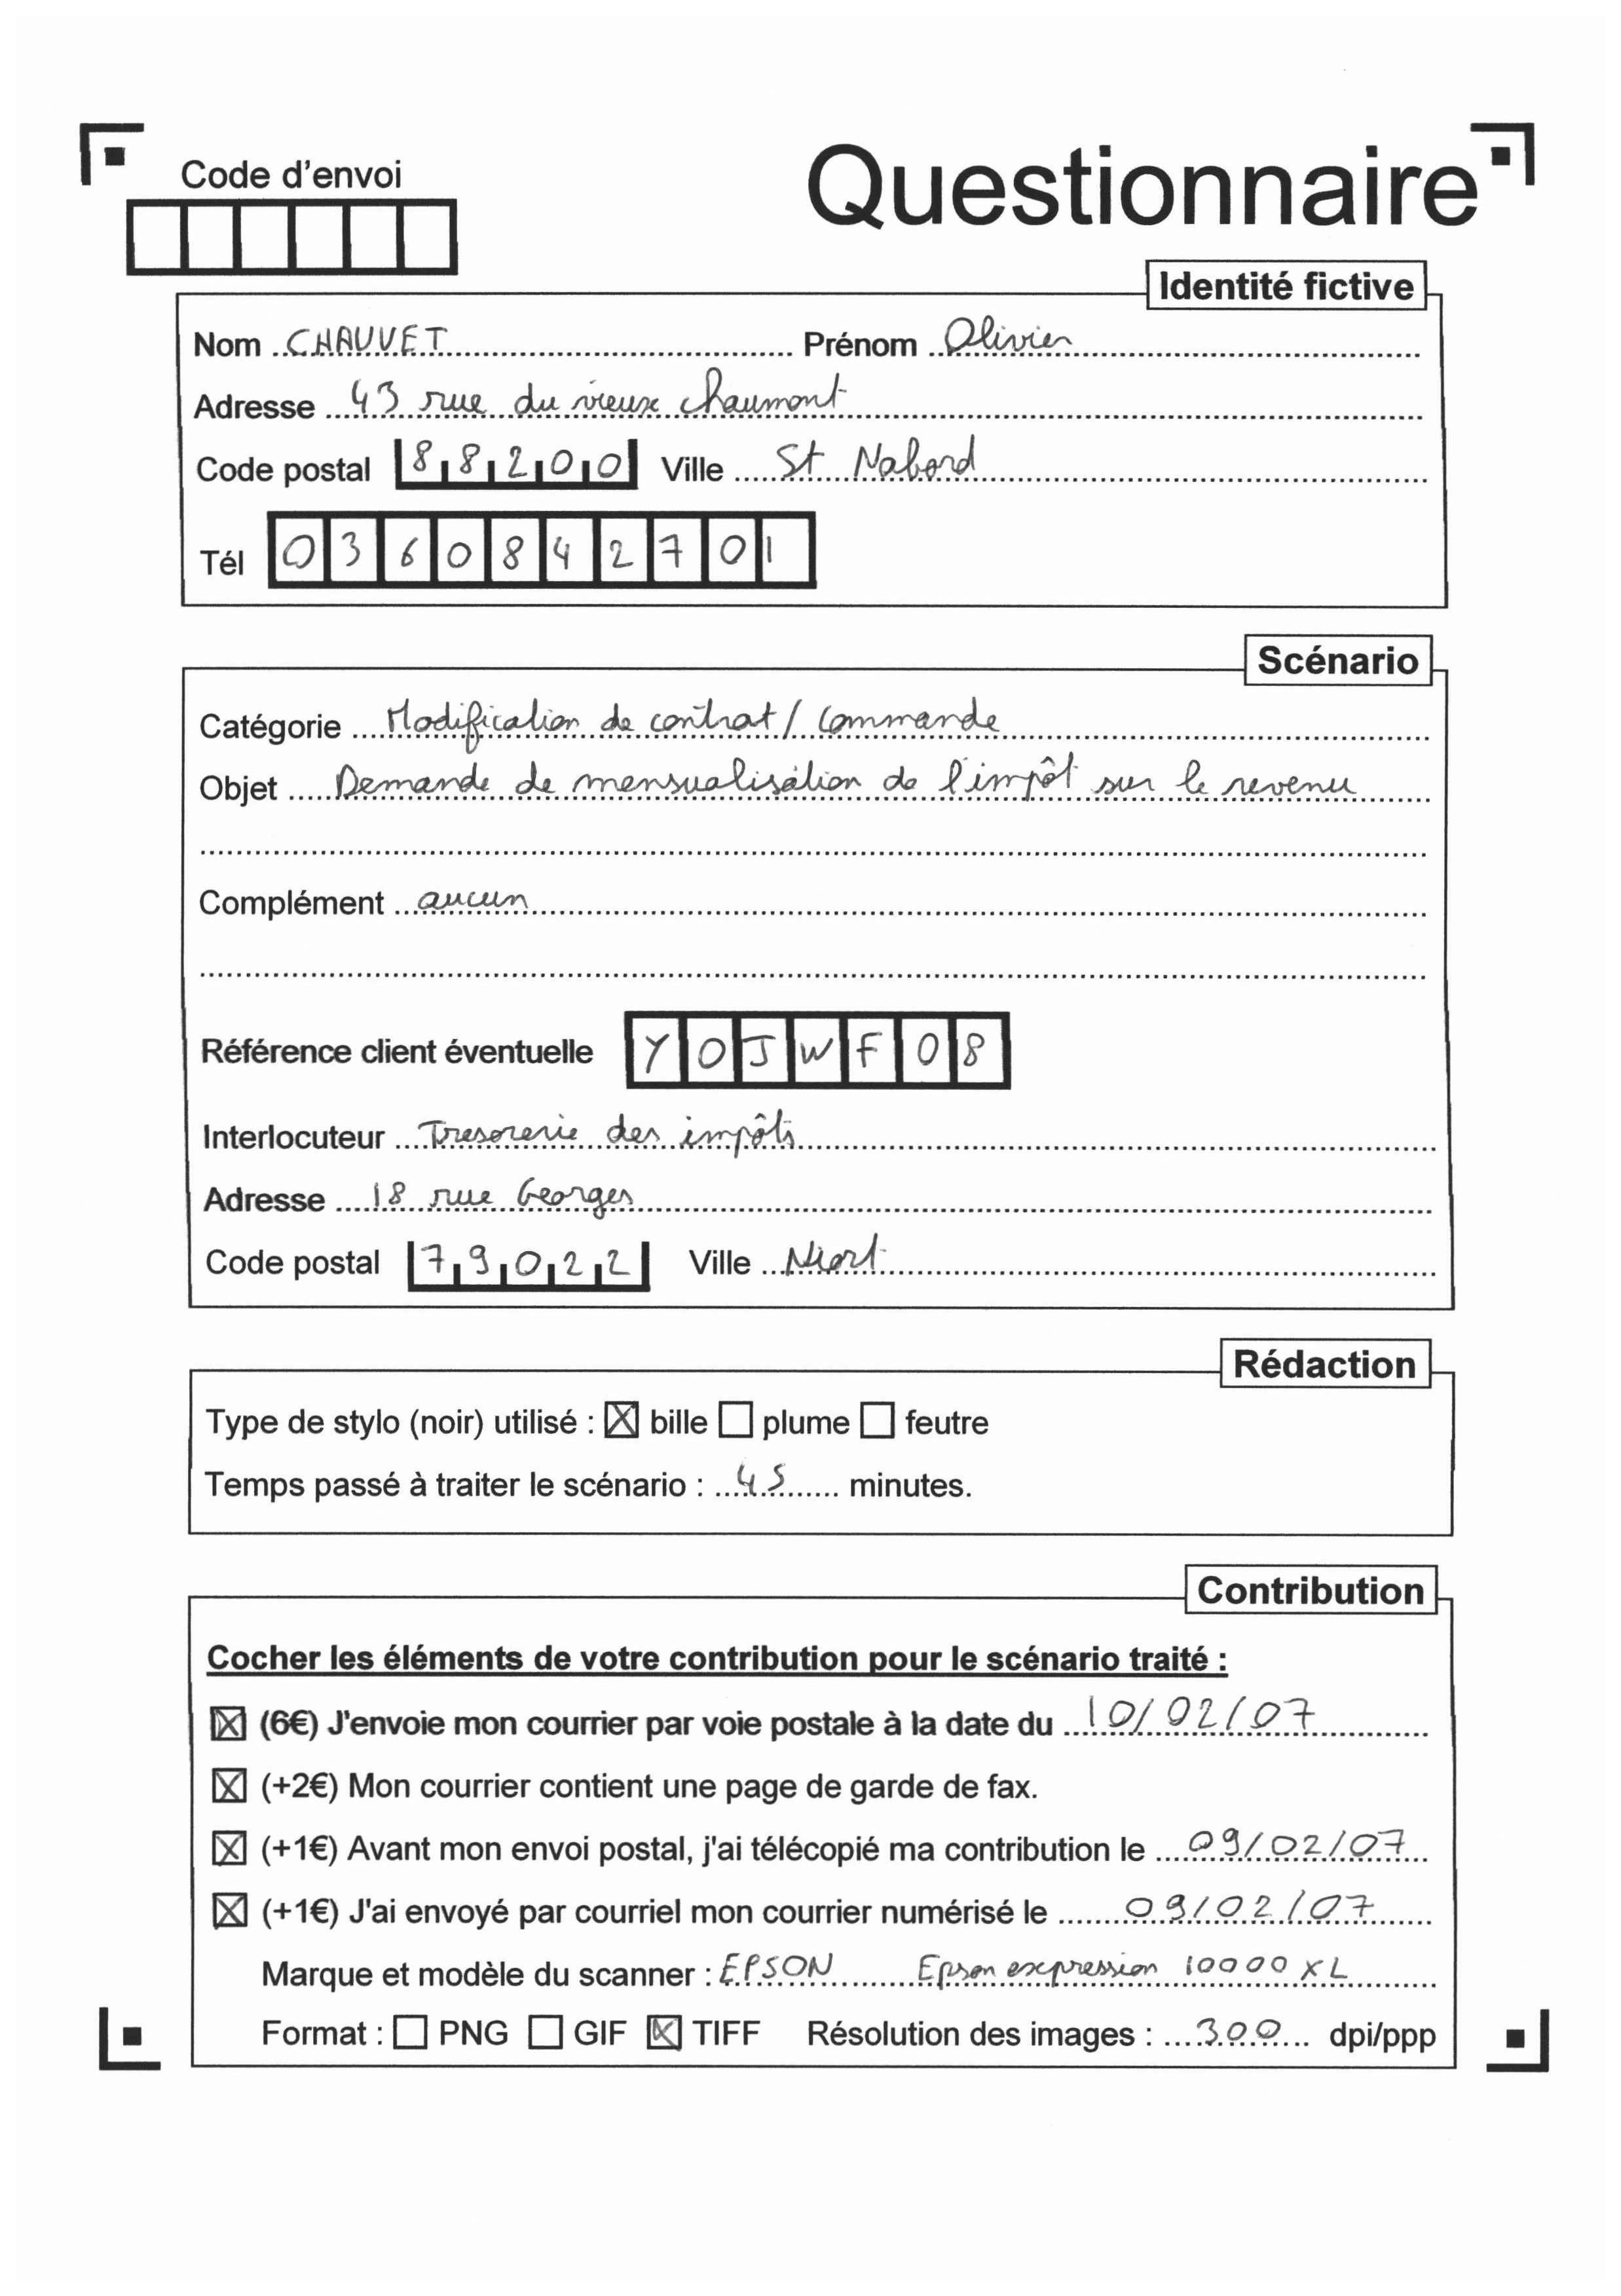 Questionnaire
Code d'envoi
Identité fictive
Nom CHAUVET Prénom Olivier
Adresse 43 rue du vieux chaumont
Code postal 88200 Ville St Nabord
Tél 0360842701
Scénario
Catégorie Modification de contrat / Commande
Objet Demande de mensualisation de l'impôt sur le revenu
Complément aucun
Référence client éventuelle YOJWF08
Interlocuteur Tresorerie des impôts
Adresse 18 rue Georges
Code postal 79022 Ville Niort
Rédaction
Type de stylo (noir) utilisé : bille plume feutre
Temps passé à traiter le scénario : 45 minutes.
Contribution
Cocher les éléments de votre contribution pour le scénario traité :
(6€) J'envoie mon courrier par voie postale à la date du 10/02/07
(+2€) Mon courrier contient une page de garde de fax.
(+1€) Avant mon envoi postal, j'ai télécopié ma contribution le 09/02/07
(+1€) J'ai envoyé par courriel mon courrier numérisé le 09/02/07
Marque et modèle du scanner : EPSON Epson expression 10000 XL
Format : PNG GIF TIFF Résolution des images : 300 dpi/ppp